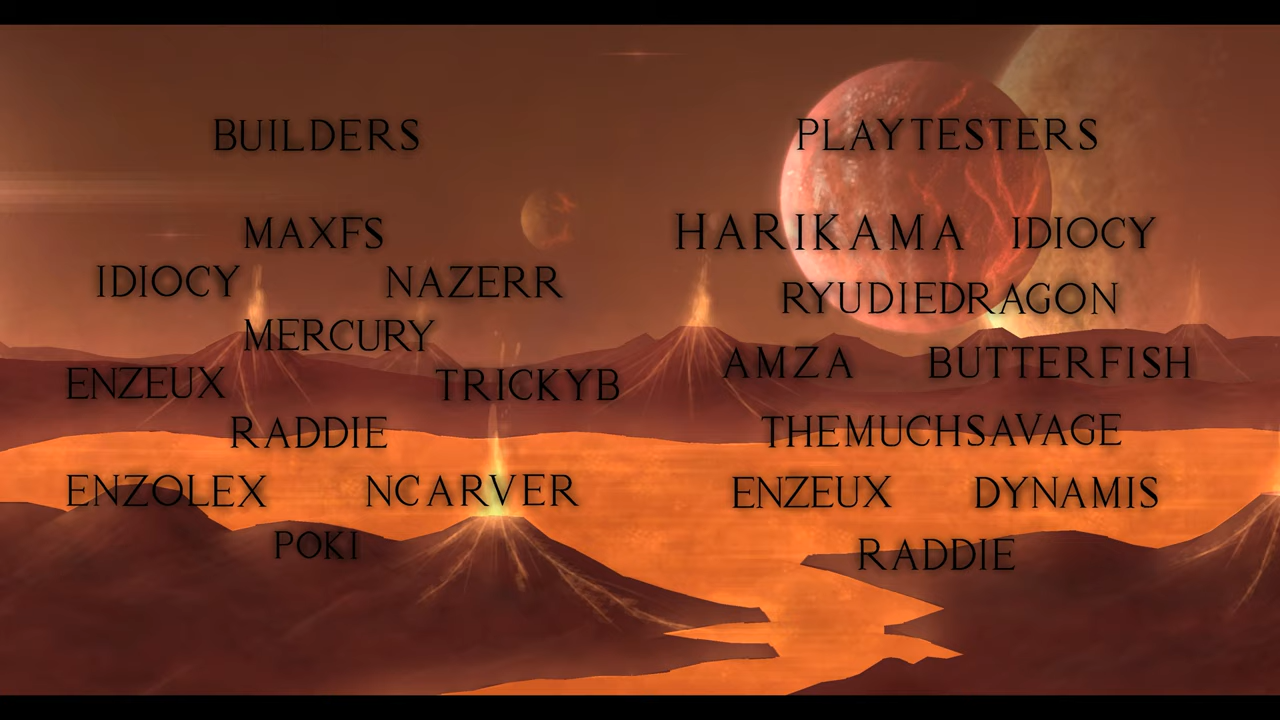 BUILDERS
MAXFS
IDIOCY NAZERR
MERCURY
ENZEUX TRICKYB
RADDIE
ENZOLEX NCARVER
POKI
PLAYTESTERS
HARIKAMA IDIOCY
RYUDIEDRAGON
AMZA BUTTERFISH
THEMUCHSAVAGE
ENZEUX DYNAMIS
RADDIE